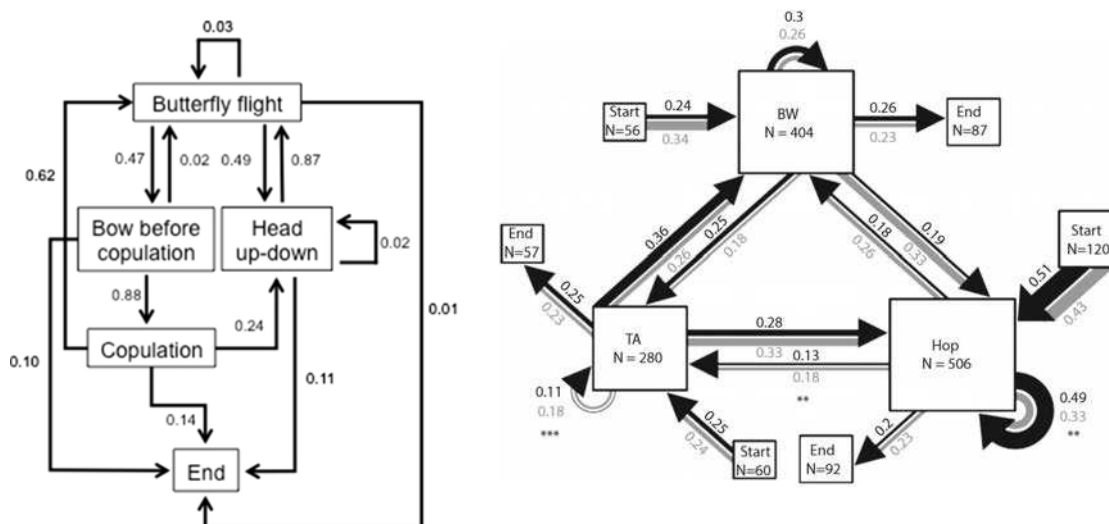 0.03
Butterfly flight
0.47
0.02
0.49
0.87
0.62
Bow before
copulation
Head
up-down
0.02
0.88
0.24
0.01
Copulation
0.10
0.11
0.14
End
0.3
0.26
Start
N=56
0.24
0.34
BW
N = 404
0.26
0.23
End
N=87
End
N=57
0.36
0.26
0.25
0.18
0.18
0.26
0.19
0.33
Start
N=120
0.51
0.43
0.25
0.23
TA
N = 280
0.28
0.33
0.13
0.18
**
Hop
N = 506
0.11
0.18
***
0.25
0.24
Start
N=60
End
N=92
0.2
0.23
0.49
0.33
**